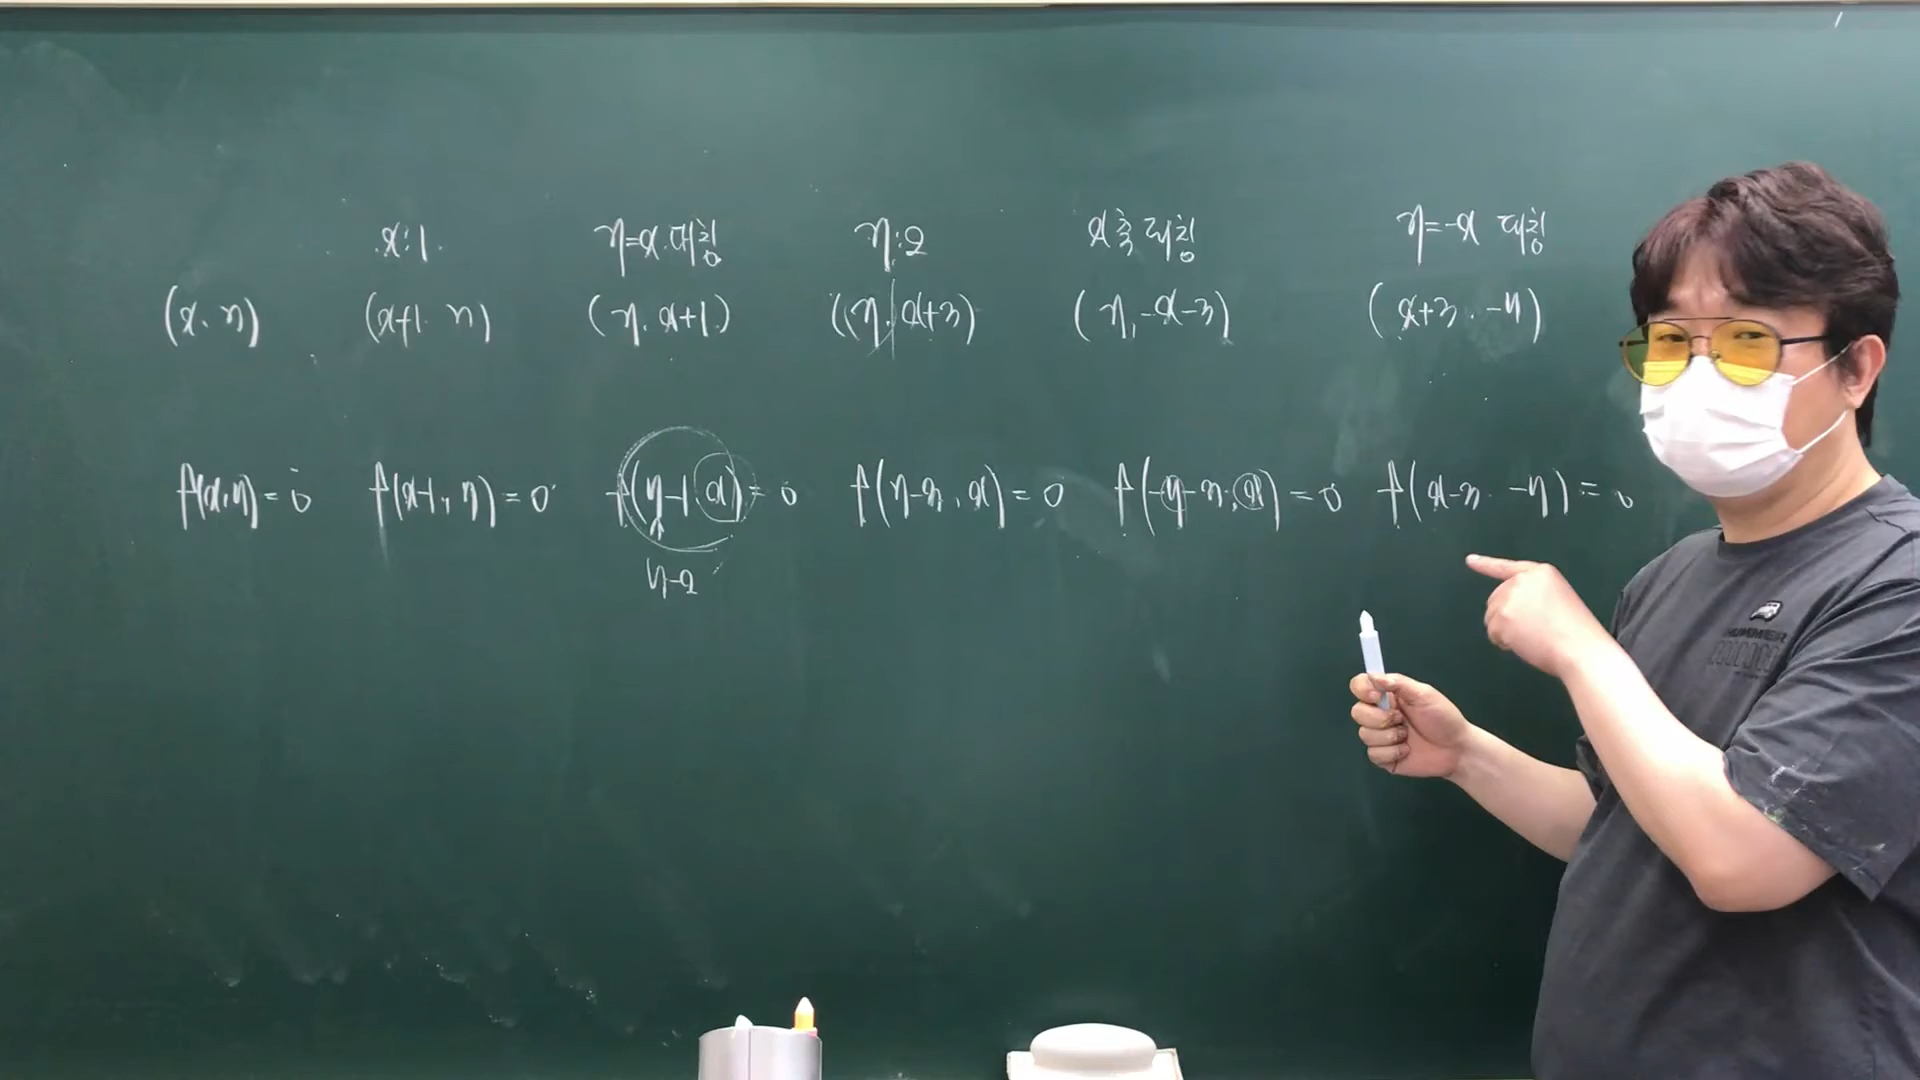 x:1 y=x 대칭 y:2 x축 대칭 y=-x 대칭
(x, y) (x+1, y) (y, x+1) (y, x+3) (y, -x-3) (x+3, -y)
f(x,y)=0 f(x-1, y)=0 f(y-1, x)=0 f(y-3, x)=0 f(-y-3, x)=0 f(x-3, -y)=0
y-2